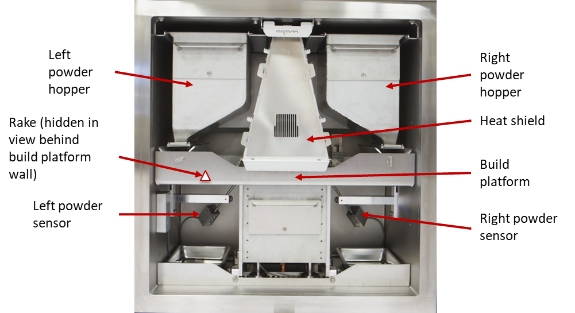 Left
powder
hopper
Rake (hidden in
view behind
build platform
wall)
Left powder
sensor
Right
powder
hopper
Heat shield
Build
platform
Right powder
sensor